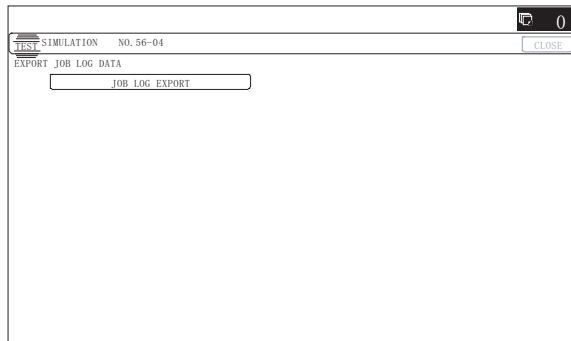 0
TEST SIMULATION NO.56-04
CLOSE
EXPORT JOB LOG DATA
JOB LOG EXPORT